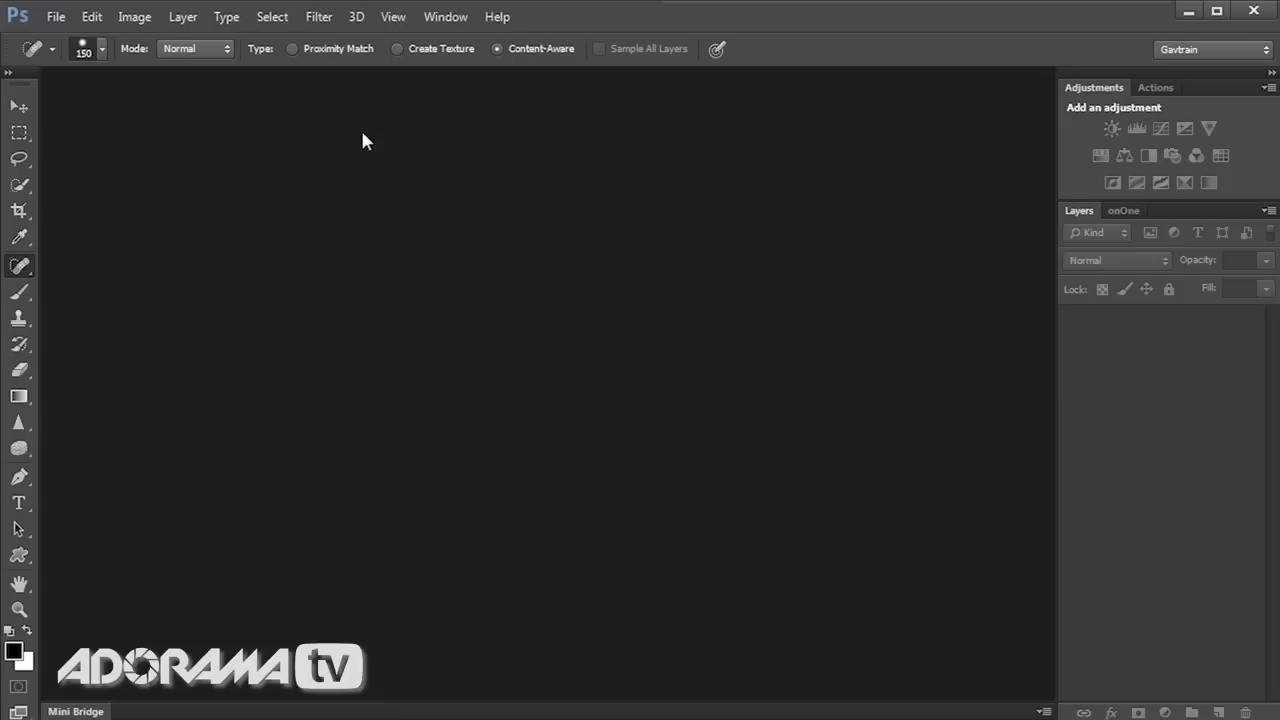 Ps File Edit Image Layer Type Select Filter 3D View Window Help
150 Mode: Normal Type: Proximity Match Create Texture Content-Aware Sample All Layers Gavtrain
Adjustments Actions
Add an adjustment
Layers onOne
Kind T
Normal Opacity:
Lock: Fill:
T
ADORAMA tv
Mini Bridge fx